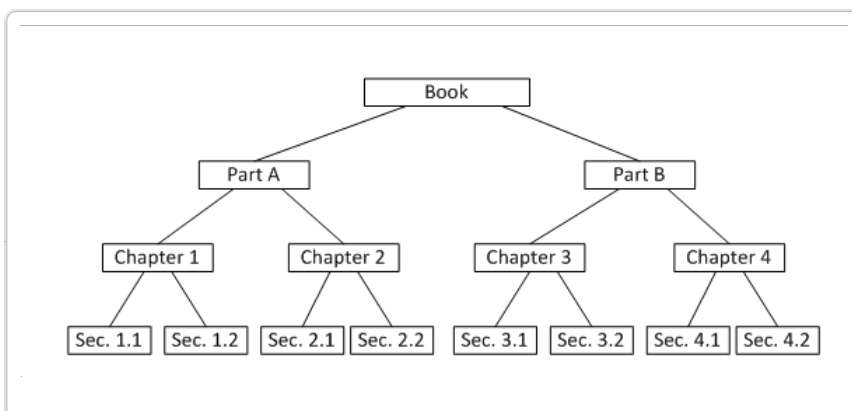 Book
Part A Part B
Chapter 1 Chapter 2 Chapter 3 Chapter 4
Sec. 1.1 Sec. 1.2 Sec. 2.1 Sec. 2.2 Sec. 3.1 Sec. 3.2 Sec. 4.1 Sec. 4.2